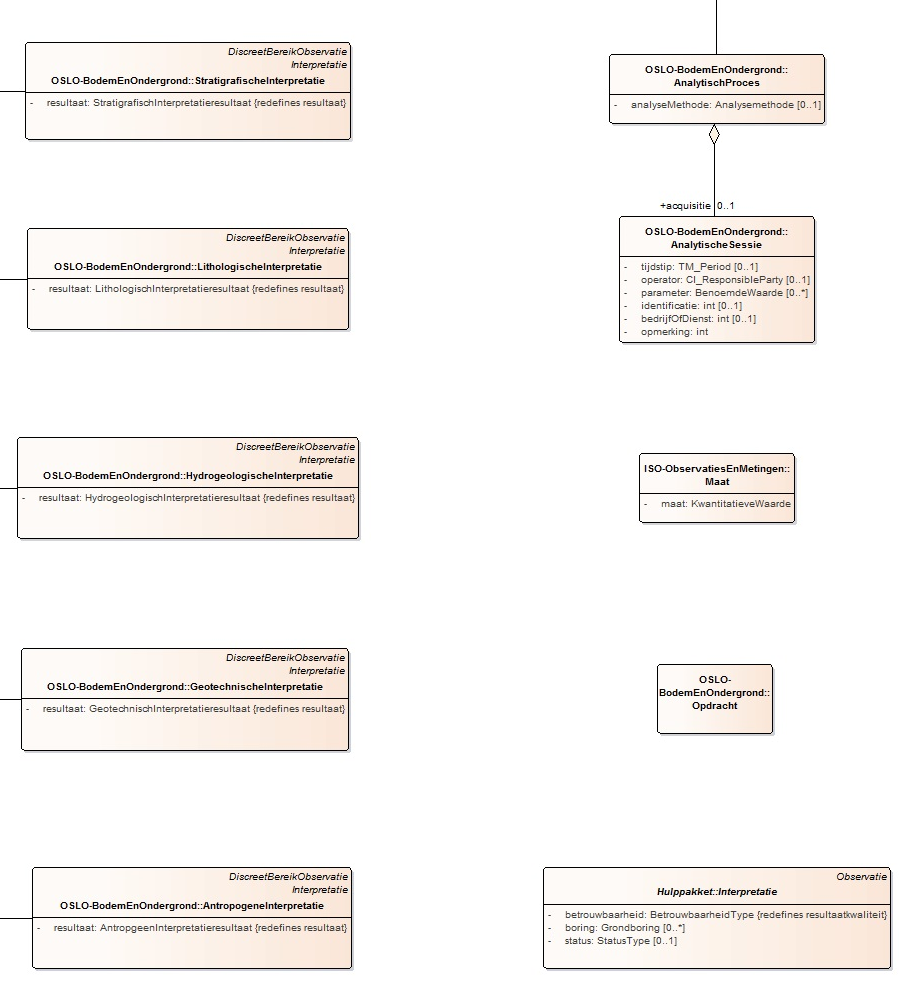 DiscreetBereikObservatie
Interpretatie
OSLO-BodemEnOndergrond::StratigrafischeInterpretatie
- resultaat: StratigrafischInterpretatieresultaat {redefines resultaat}
DiscreetBereikObservatie
Interpretatie
OSLO-BodemEnOndergrond::LithologischeInterpretatie
- resultaat: LithologischInterpretatieresultaat {redefines resultaat}
DiscreetBereikObservatie
Interpretatie
OSLO-BodemEnOndergrond::HydrogeologischeInterpretatie
- resultaat: HydrogeologischInterpretatieresultaat {redefines resultaat}
DiscreetBereikObservatie
Interpretatie
OSLO-BodemEnOndergrond::GeotechnischeInterpretatie
- resultaat: GeotechnischInterpretatieresultaat {redefines resultaat}
DiscreetBereikObservatie
Interpretatie
OSLO-BodemEnOndergrond::AntropogeneInterpretatie
- resultaat: AntropgeenInterpretatieresultaat {redefines resultaat}
OSLO-BodemEnOndergrond::
AnalytischProces
- analyseMethode: Analysemethode [0..1]
+acquisitie 0..1
OSLO-BodemEnOndergrond::
AnalytischeSessie
- tijdstip: TM_Period [0..1]
- operator: CI_ResponsibleParty [0..1]
- parameter: BenoemdeWaarde [0..*]
- identificatie: int [0..1]
- bedrijfOfDienst: int [0..1]
- opmerking: int
ISO-ObservatiesEnMetingen::
Maat
- maat: KwantitatieveWaarde
OSLO-
BodemEnOndergrond::
Opdracht
Observatie
Hulppakket::Interpretatie
- betrouwbaarheid: BetrouwbaarheidType {redefines resultaatkwaliteit}
- boring: Grondboring [0..*]
- status: StatusType [0..1]